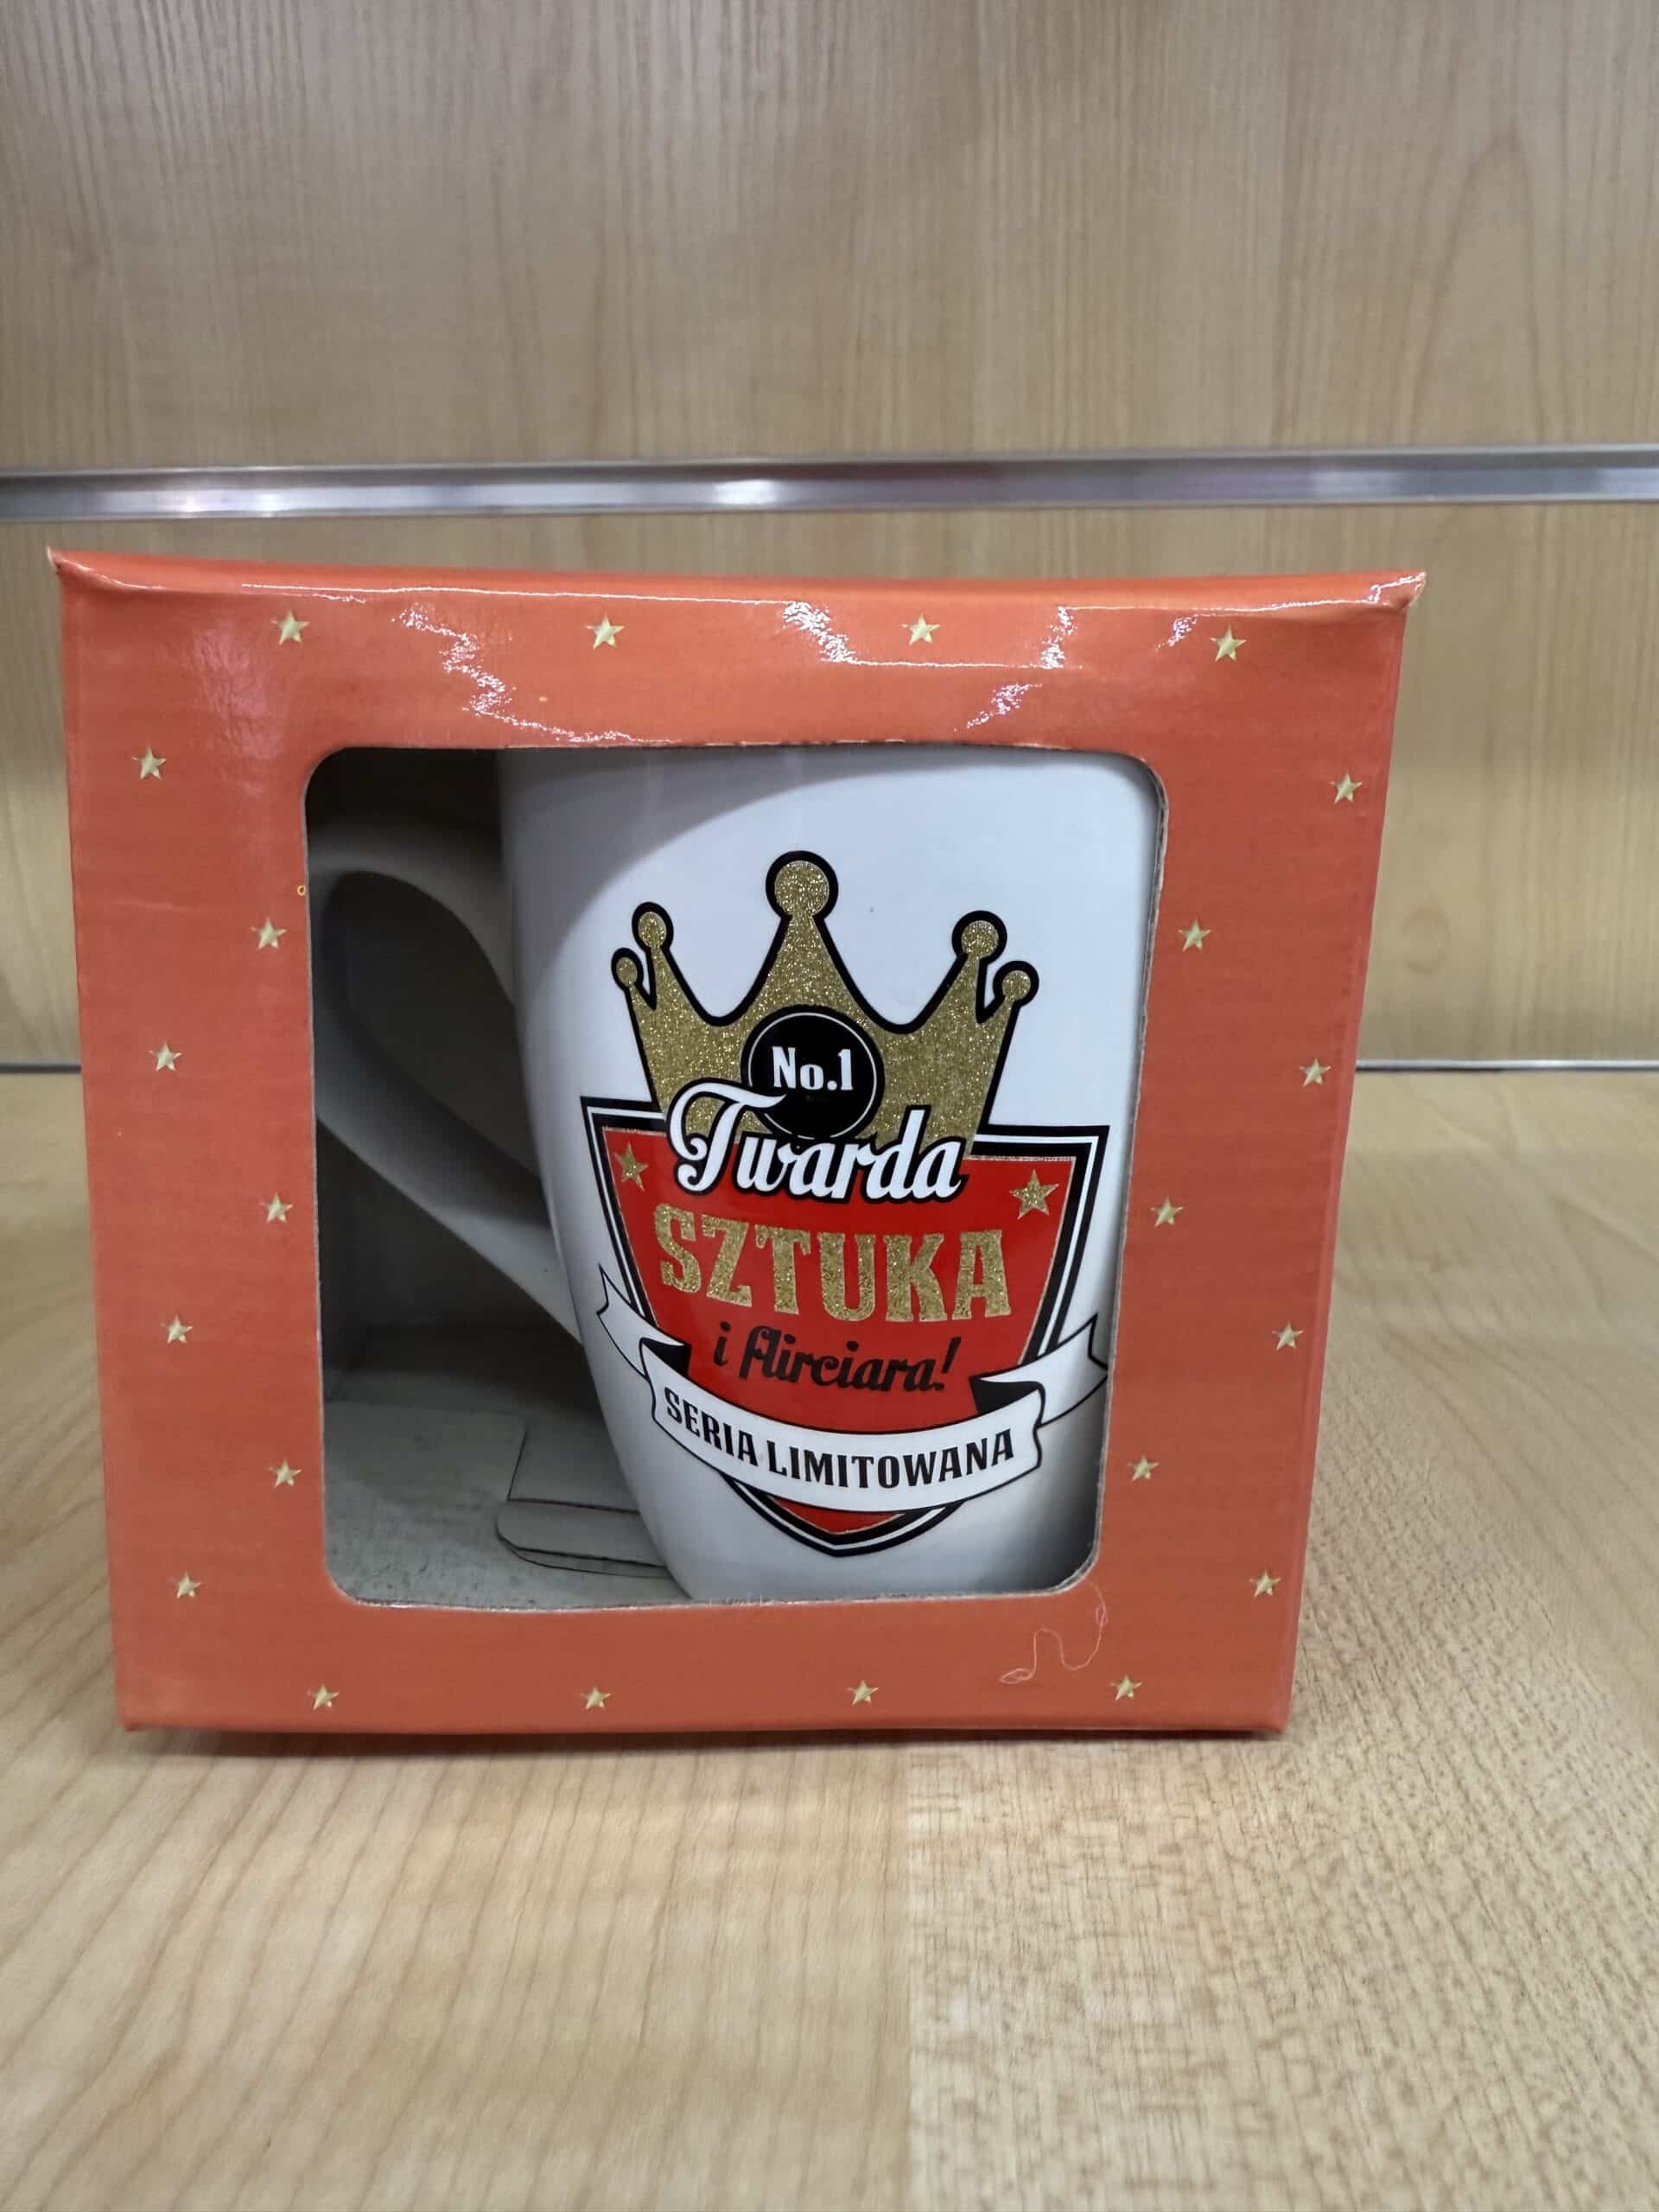 No.1
Twarda
SZTUKA
i flirciara!
SERIA LIMITOWANA